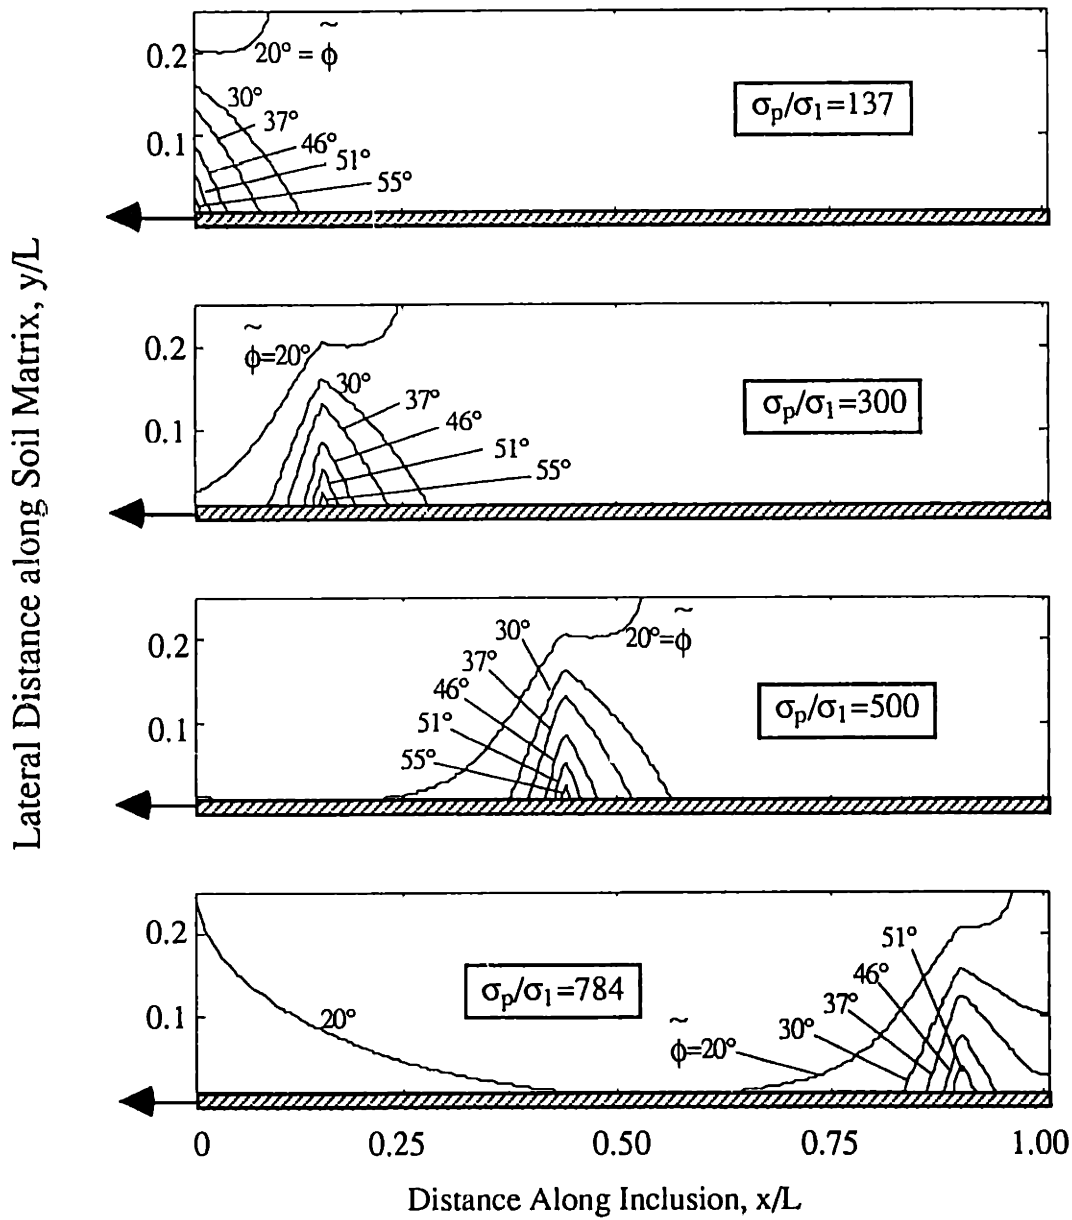 20° = ϕ̃
0.2
30°
σp/σ1=137
37°
0.1
46°
51°
55°
Lateral Distance along Soil Matrix, y/L
0.2
ϕ̃=20°
30°
σp/σ1=300
37°
0.1
46°
51°
55°
0.2
30°
20°=ϕ̃
37°
46°
σp/σ1=500
51°
0.1
55°
0.2
51°
46°
σp/σ1=784
37°
0.1
20°
30°
ϕ̃=20°
0 0.25 0.50 0.75 1.00
Distance Along Inclusion, x/L